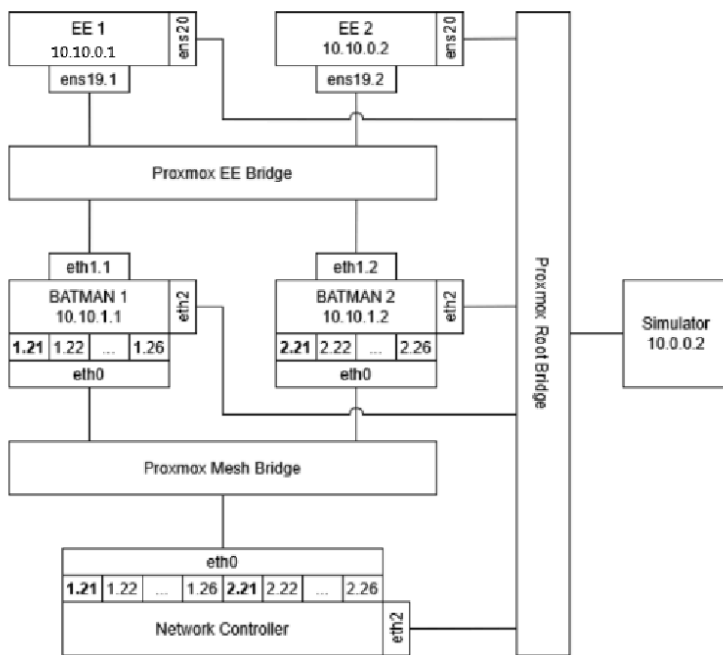 EE 1
10.10.0.1
ens20
ens19.1
EE 2
10.10.0.2
ens20
ens19.2
Proxmox EE Bridge
eth1.1
BATMAN 1
10.10.1.1
eth2
1.21 1.22 ... 1.26
eth0
eth1.2
BATMAN 2
10.10.1.2
eth2
2.21 2.22 ... 2.26
eth0
Proxmox Mesh Bridge
eth0
1.21 1.22 ... 1.26 2.21 2.22 ... 2.26
Network Controller
eth2
Proxmox Root Bridge
Simulator
10.0.0.2